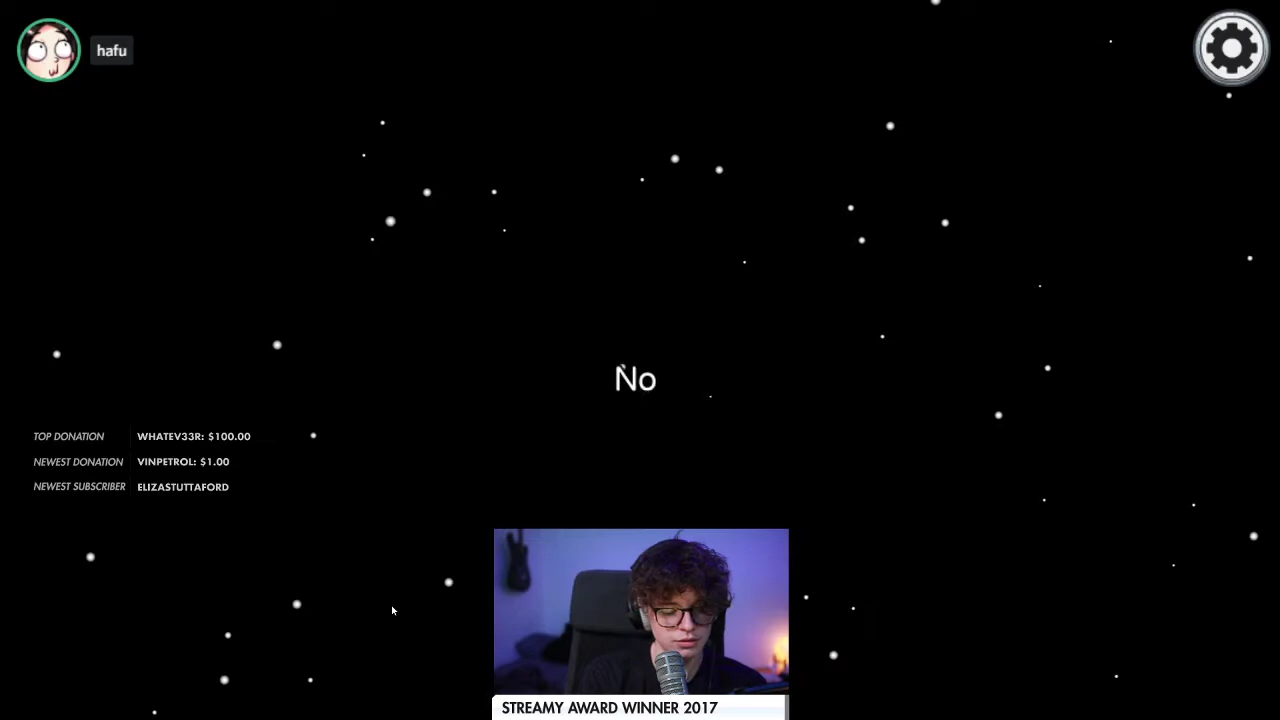 hafu
No
TOP DONATION WHATEV33R: $100.00
NEWEST DONATION VINPETROL: $1.00
NEWEST SUBSCRIBER ELIZASTUTTAFORD
STREAMY AWARD WINNER 2017